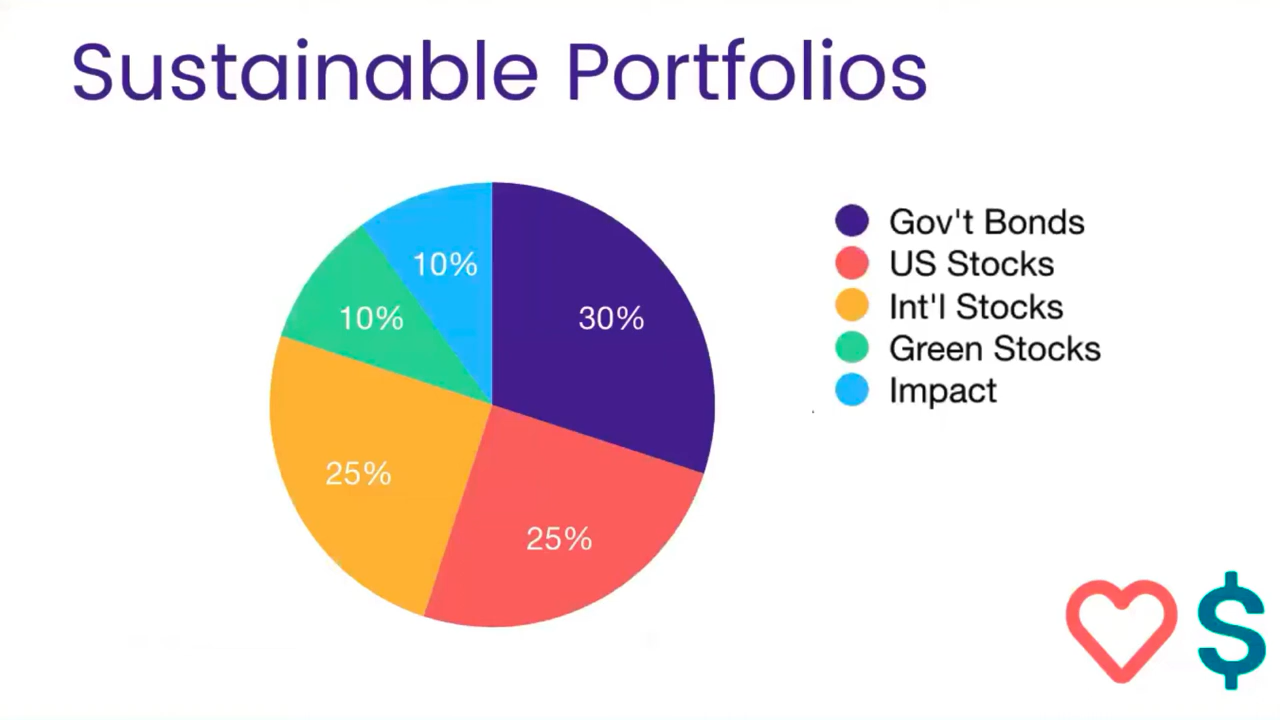 Sustainable Portfolios
10%
10%
30%
25%
25%
Gov't Bonds
US Stocks
Int'l Stocks
Green Stocks
Impact
$